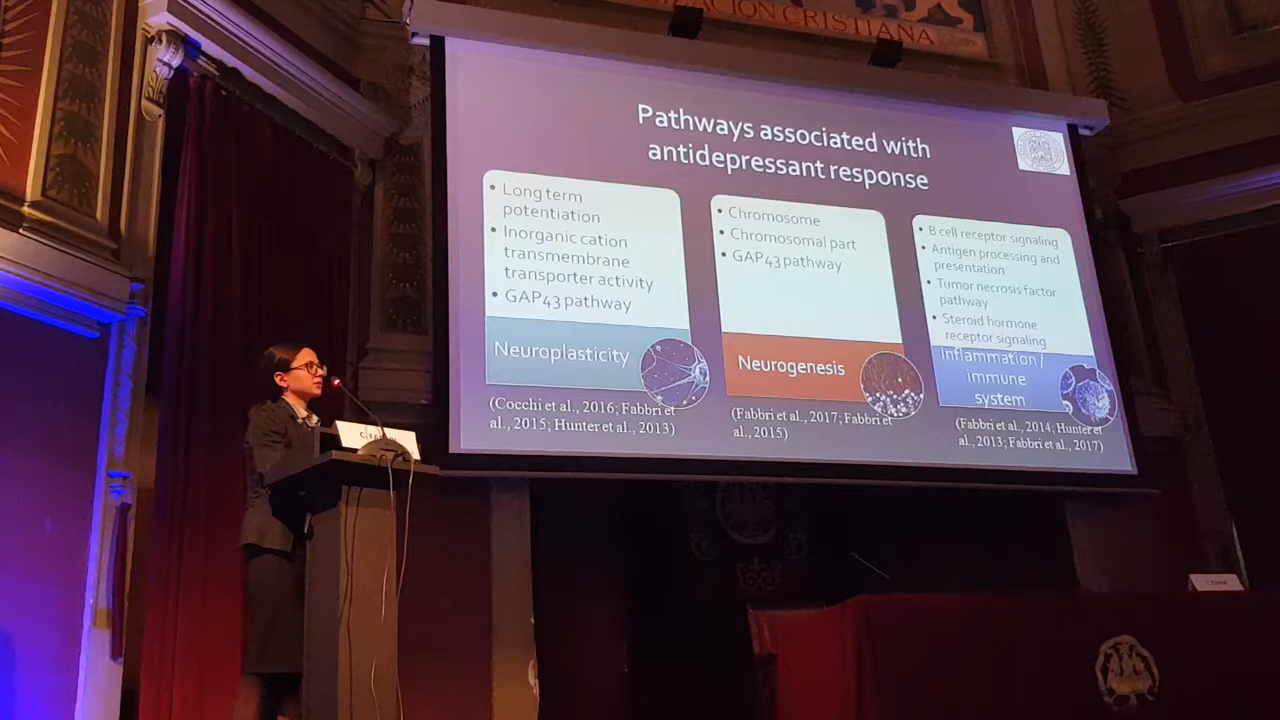 ACION CRISTIANA
Pathways associated with
antidepressant response
• Long term
potentiation
• Inorganic cation
transmembrane
transporter activity
• GAP43 pathway
Neuroplasticity
(Cocchi et al., 2016; Fabbri et
al., 2015; Hunter et al., 2013)
• Chromosome
• Chromosomal part
• GAP43 pathway
Neurogenesis
(Fabbri et al., 2017; Fabbri et
al., 2015)
• B cell receptor signaling
• Antigen processing and
presentation
• Tumor necrosis factor
pathway
• Steroid hormone
receptor signaling
Inflammation /
immune
system
(Fabbri et al., 2014; Hunter et
al., 2013; Fabbri et al., 2017)